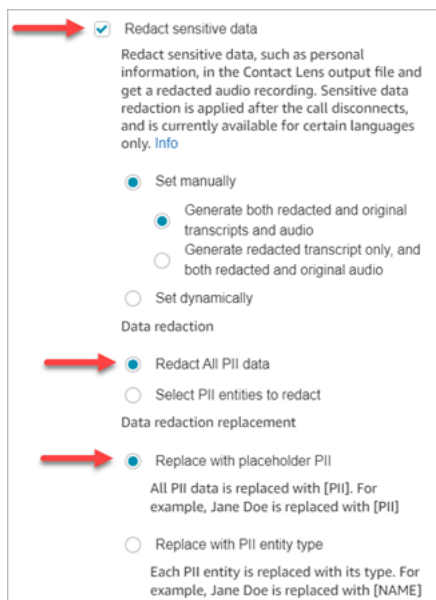 Redact sensitive data
Redact sensitive data, such as personal
information, in the Contact Lens output file and
get a redacted audio recording. Sensitive data
redaction is applied after the call disconnects,
and is currently available for certain languages
only. Info
Set manually
Generate both redacted and original
transcripts and audio
Generate redacted transcript only, and
both redacted and original audio
Set dynamically
Data redaction
Redact All PII data
Select PII entities to redact
Data redaction replacement
Replace with placeholder PII
All PII data is replaced with [PII]. For
example, Jane Doe is replaced with [PII]
Replace with PII entity type
Each PII entity is replaced with its type. For
example, Jane Doe is replaced with [NAME]